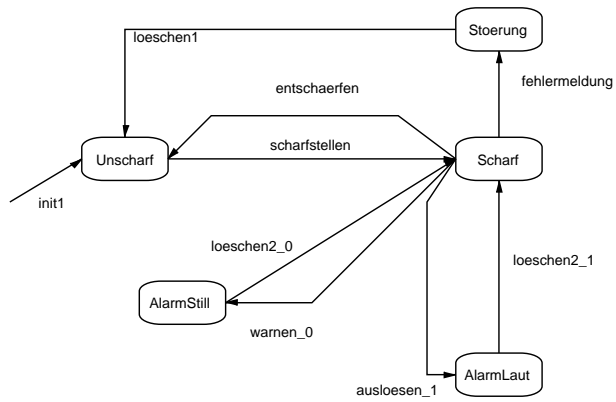 Stoerung
loeschen1
fehlermeldung
entschaerfen
scharfstellen
Unscharf
Scharf
init1
loeschen2_0
loeschen2_1
AlarmStill
warnen_0
AlarmLaut
ausloesen_1